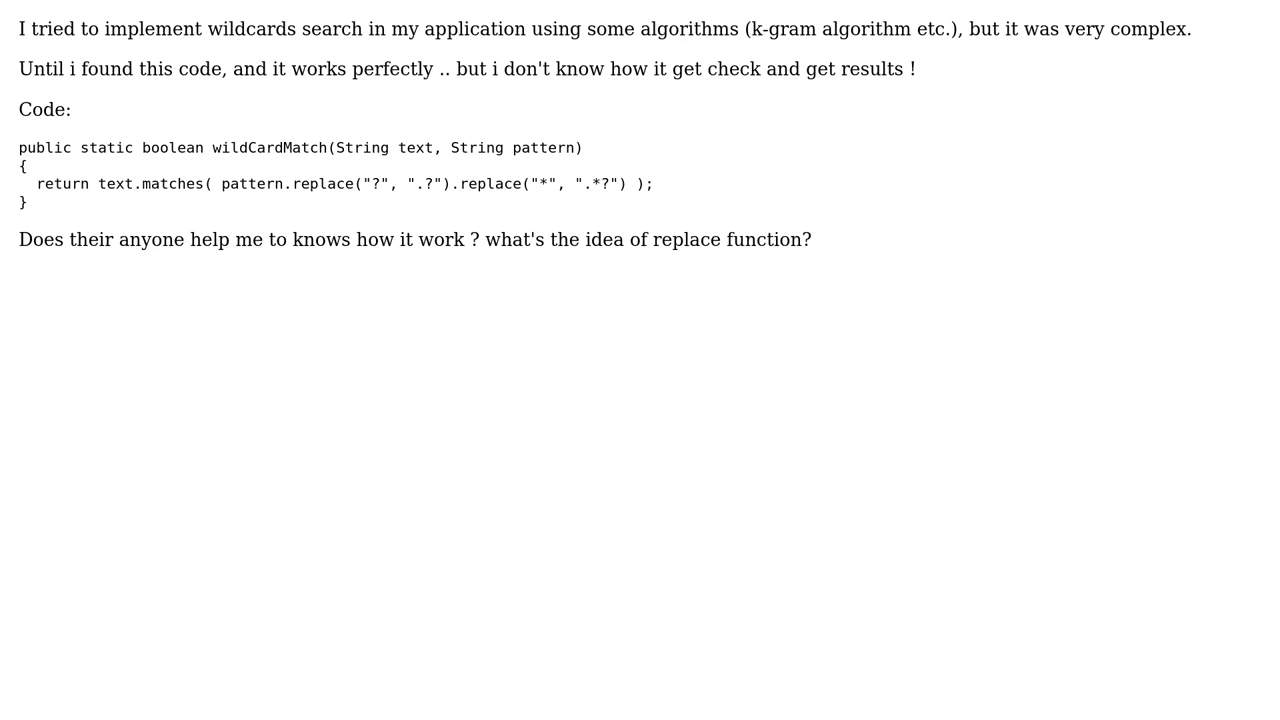 I tried to implement wildcards search in my application using some algorithms (k-gram algorithm etc.), but it was very complex.
Until i found this code, and it works perfectly .. but i don't know how it get check and get results !
Code:
public static boolean wildCardMatch(String text, String pattern)
{
  return text.matches( pattern.replace("?", ".?").replace("*", ".*?") );
}
Does their anyone help me to knows how it work ? what's the idea of replace function?